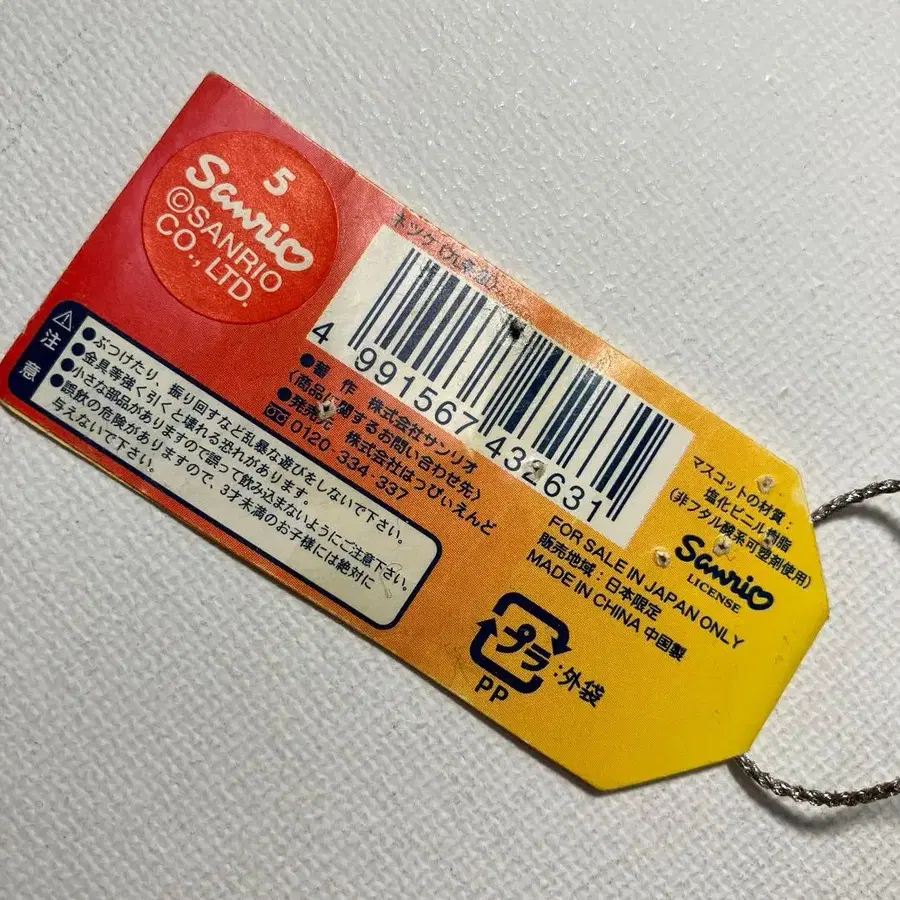 5
Sanrio
©SANRIO
CO., LTD.
ネツケ
4 991567 432631
マスコットの材質:
塩化ビニル樹脂
(非フタル酸系可塑剤使用)
Sanrio
LICENSE
FOR SALE IN JAPAN ONLY
販売地域:日本限定
MADE IN CHINA 中国製
●製 作 株式会社サンリオ
〈商品に関するお問い合わせ先〉
●発売元 株式会社はっぴいえんど
0120-334-337
プラ
:外袋
PP
注意
●ぶつけたり、振り回すなど乱暴な遊びをしないで下さい。
●金具等強く引くと壊れる恐れがあります。
●小さな部品がありますので誤って飲み込まないようにご注意下さい。
●誤飲の危険がありますので、3才未満のお子様には絶対に
与えないで下さい。